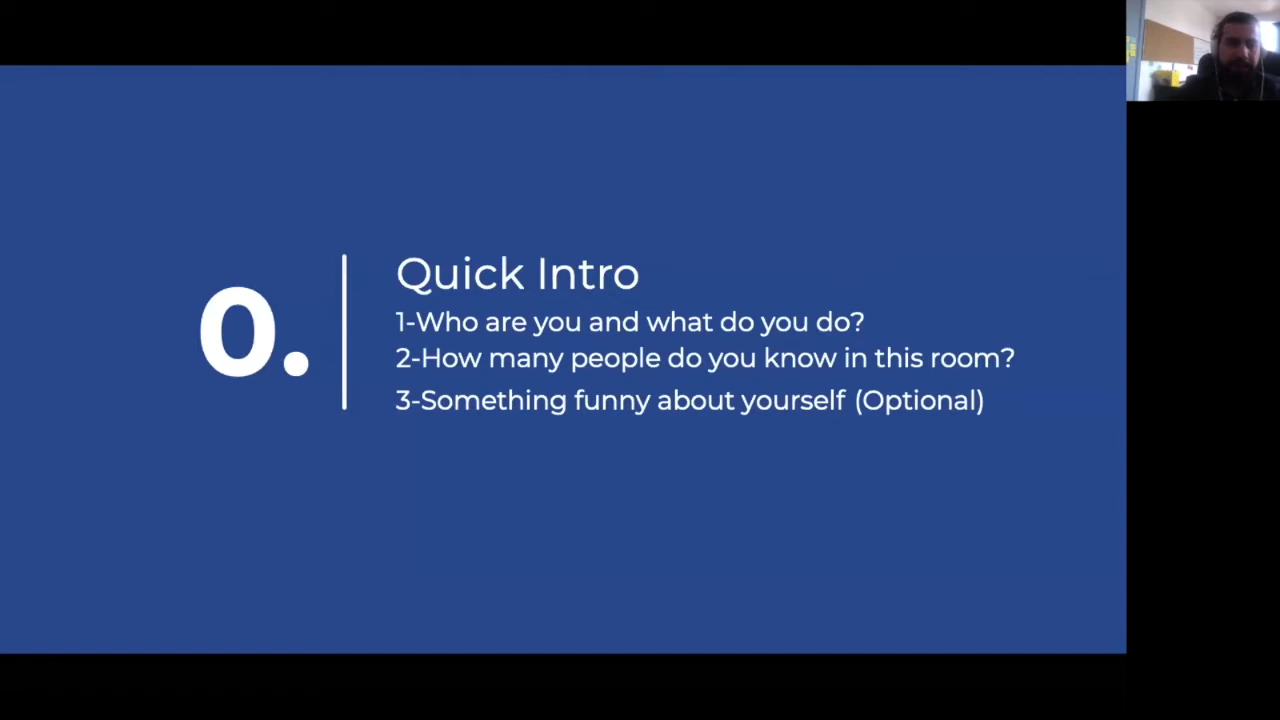 0.
Quick Intro
1-Who are you and what do you do?
2-How many people do you know in this room?
3-Something funny about yourself (Optional)